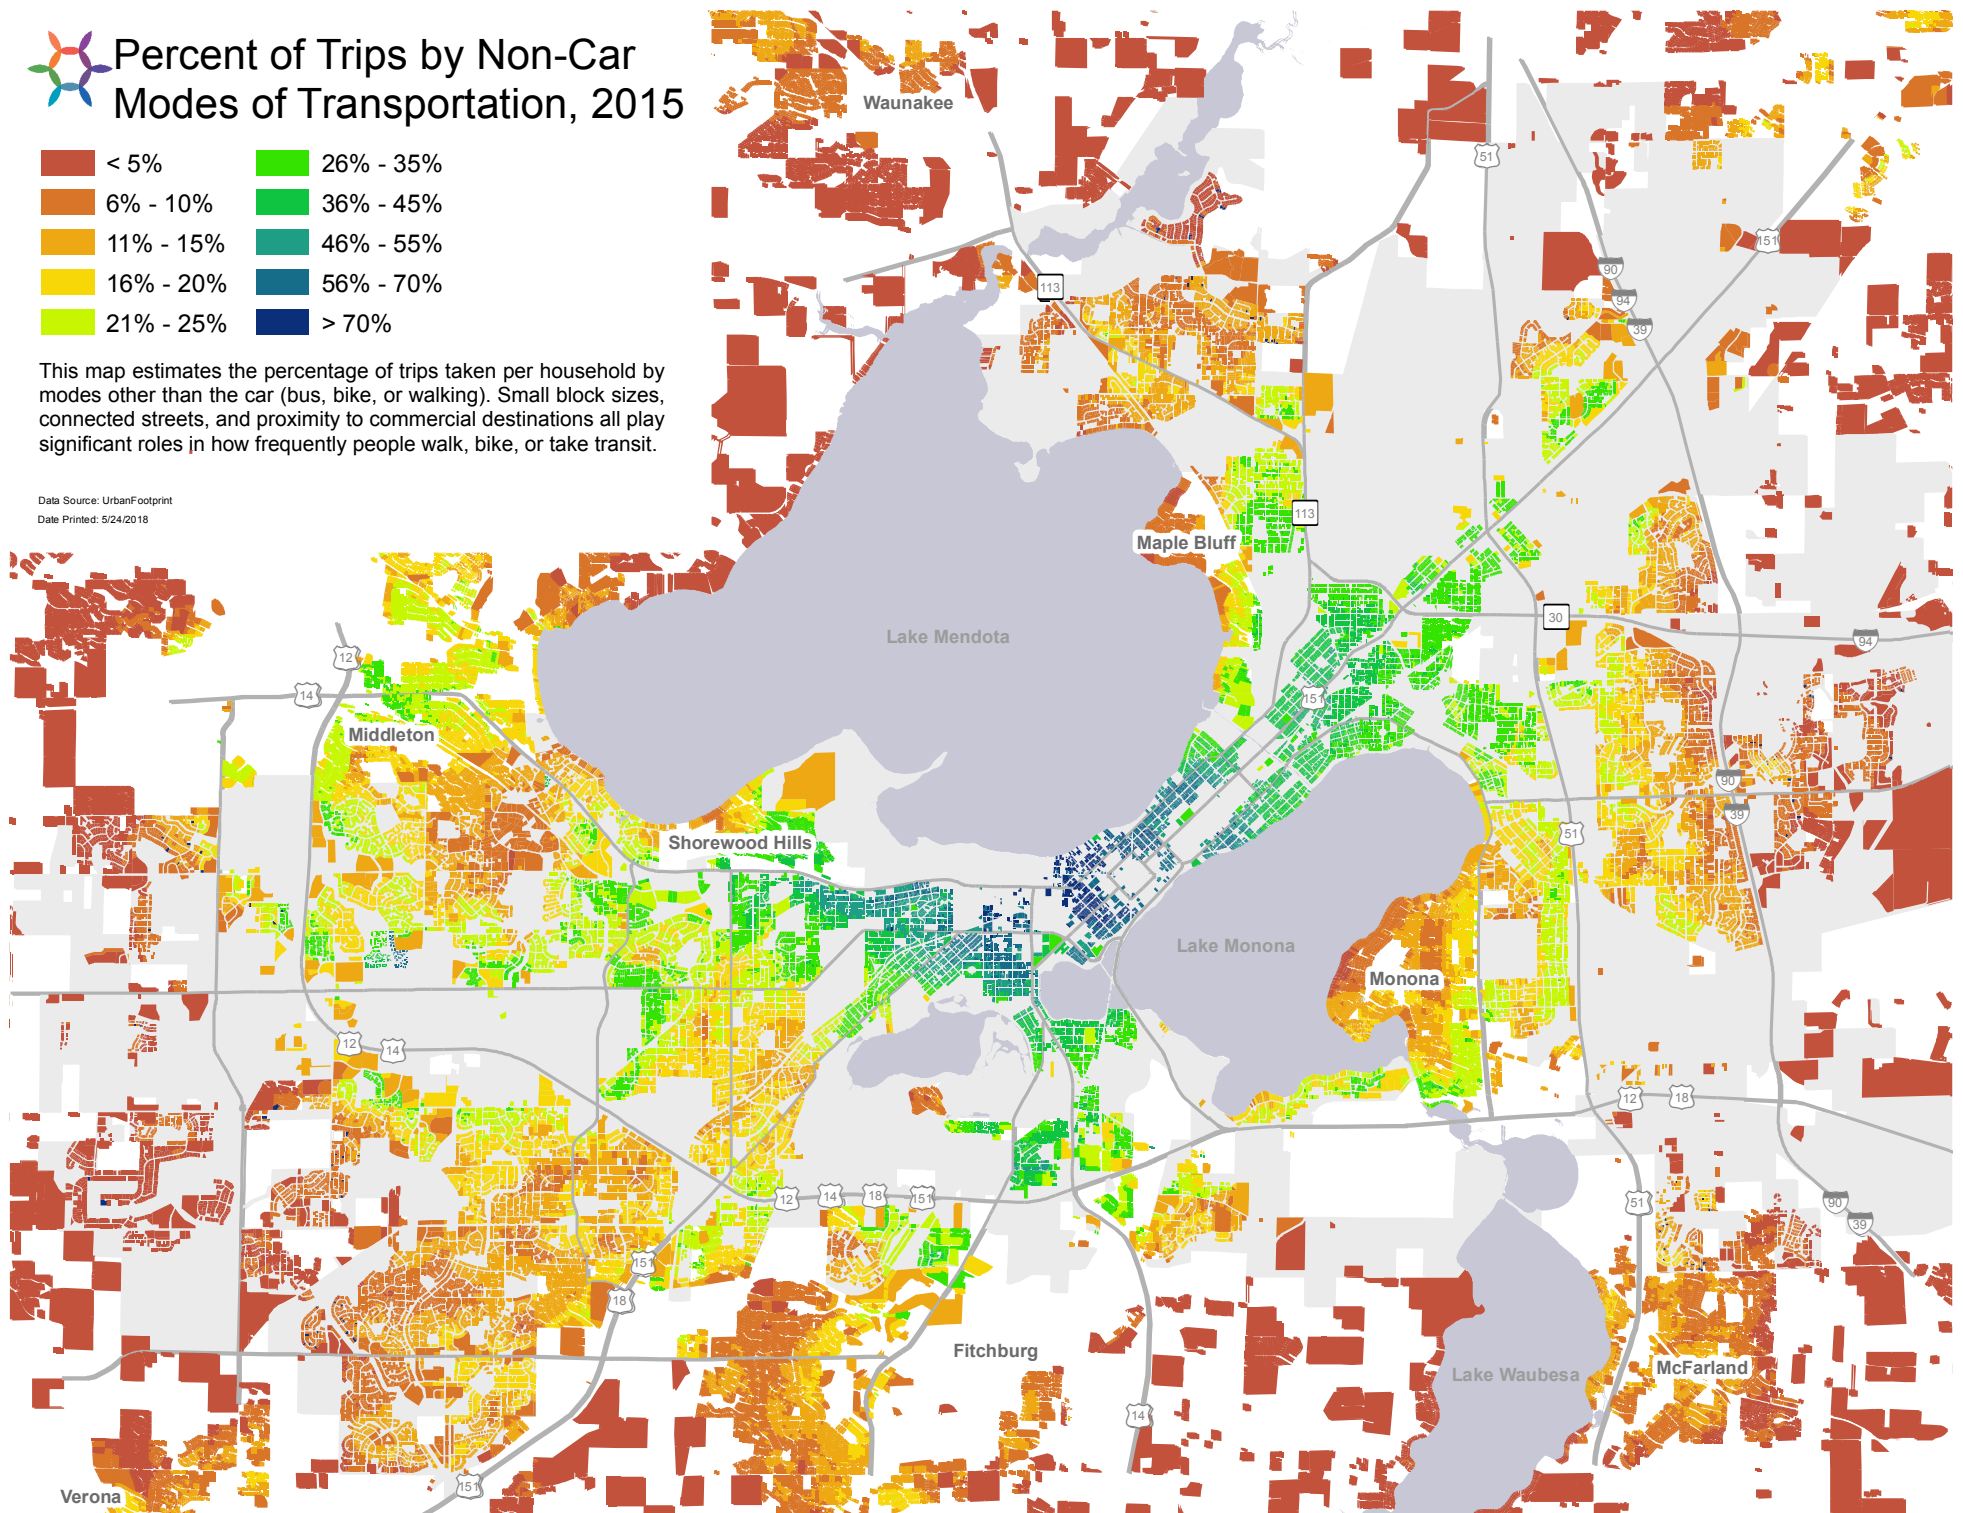 Percent of Trips by Non-Car
Modes of Transportation, 2015
< 5%
6% - 10%
11% - 15%
16% - 20%
21% - 25%
26% - 35%
36% - 45%
46% - 55%
56% - 70%
> 70%
This map estimates the percentage of trips taken per household by
modes other than the car (bus, bike, or walking). Small block sizes,
connected streets, and proximity to commercial destinations all play
significant roles in how frequently people walk, bike, or take transit.
Data Source: UrbanFootprint
Date Printed: 5/24/2018
Waunakee
51
151
90
94
39
113
113
Maple Bluff
30
94
Lake Mendota
12
14
151
Middleton
90
39
51
Shorewood Hills
Lake Monona
Monona
12
14
12
18
12
14
18
151
51
90
39
151
18
Fitchburg
Lake Waubesa
McFarland
14
151
Verona